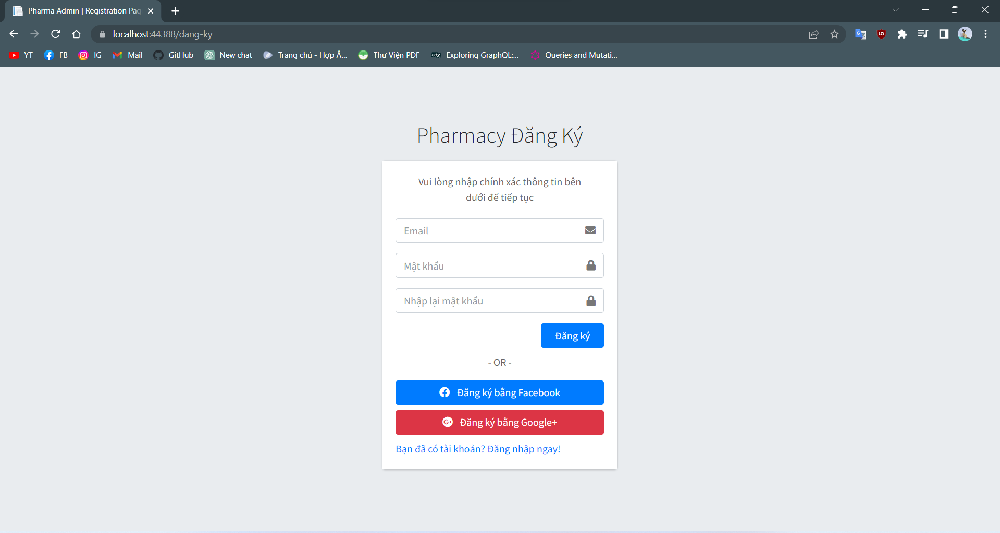 Pharma Admin | Registration Pag
localhost:44388/dang-ky
YT FB IG Mail GitHub New chat Trang chủ - Hợp Â... Thư Viện PDF edX Exploring GraphQL:... Queries and Mutati...
Pharmacy Đăng Ký
Vui lòng nhập chính xác thông tin bên
dưới để tiếp tục
Email
Mật khẩu
Nhập lại mật khẩu
Đăng ký
- OR -
Đăng ký bằng Facebook
G+ Đăng ký bằng Google+
Bạn đã có tài khoản? Đăng nhập ngay!